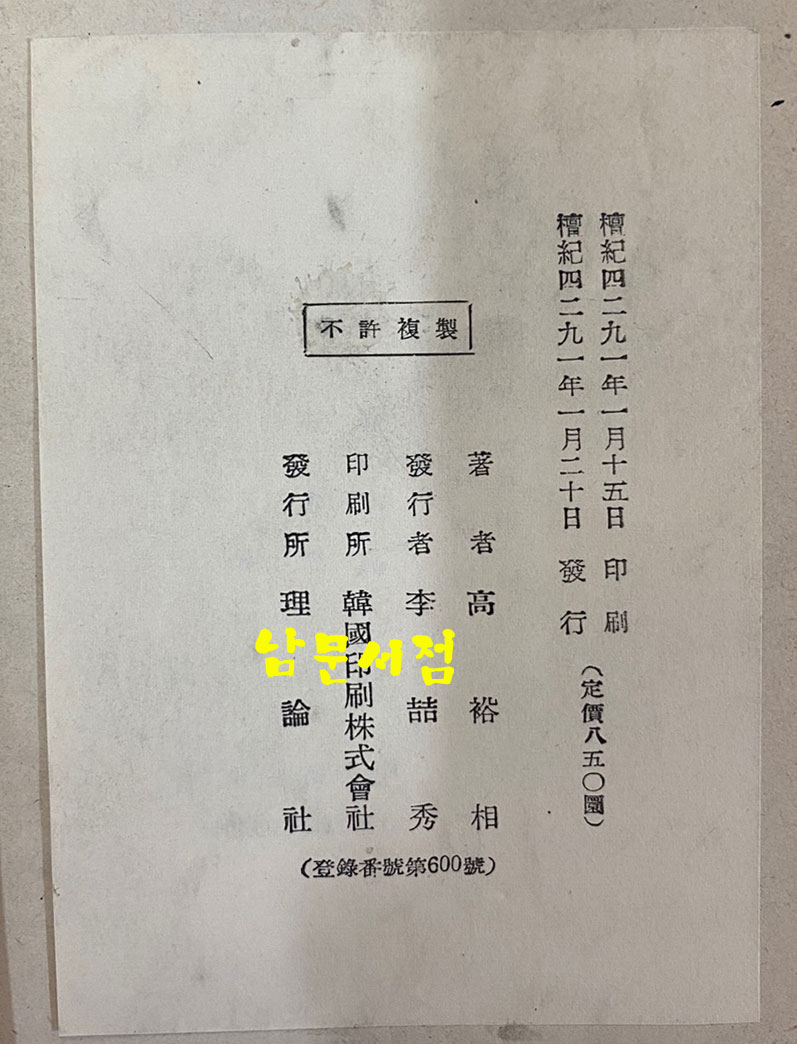 檀紀四二九一年一月十五日 印刷
檀紀四二九一年一月二十日 發行
(定價八五〇圜)
不許複製
著者 高裕相
發行者 李喆秀
印刷所 韓國印刷株式會社
發行所 理論社
(登錄番號第600號)
남문서점